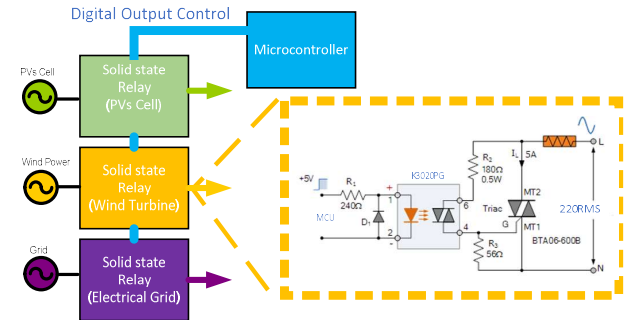 Digital Output Control
Microcontroller
PVs Cell
Solid state
Relay
(PVs Cell)
Wind Power
Solid state
Relay
(Wind Turbine)
Grid
Solid state
Relay
(Electrical Grid)
+5V
MCU
R1
240Ω
D1
+
1
2
-
IG020PG
6
4
R2
180Ω
0.5W
IL
5A
L
MT2
Triac
G
MT1
220RMS
BTA06-600B
R3
56Ω
N